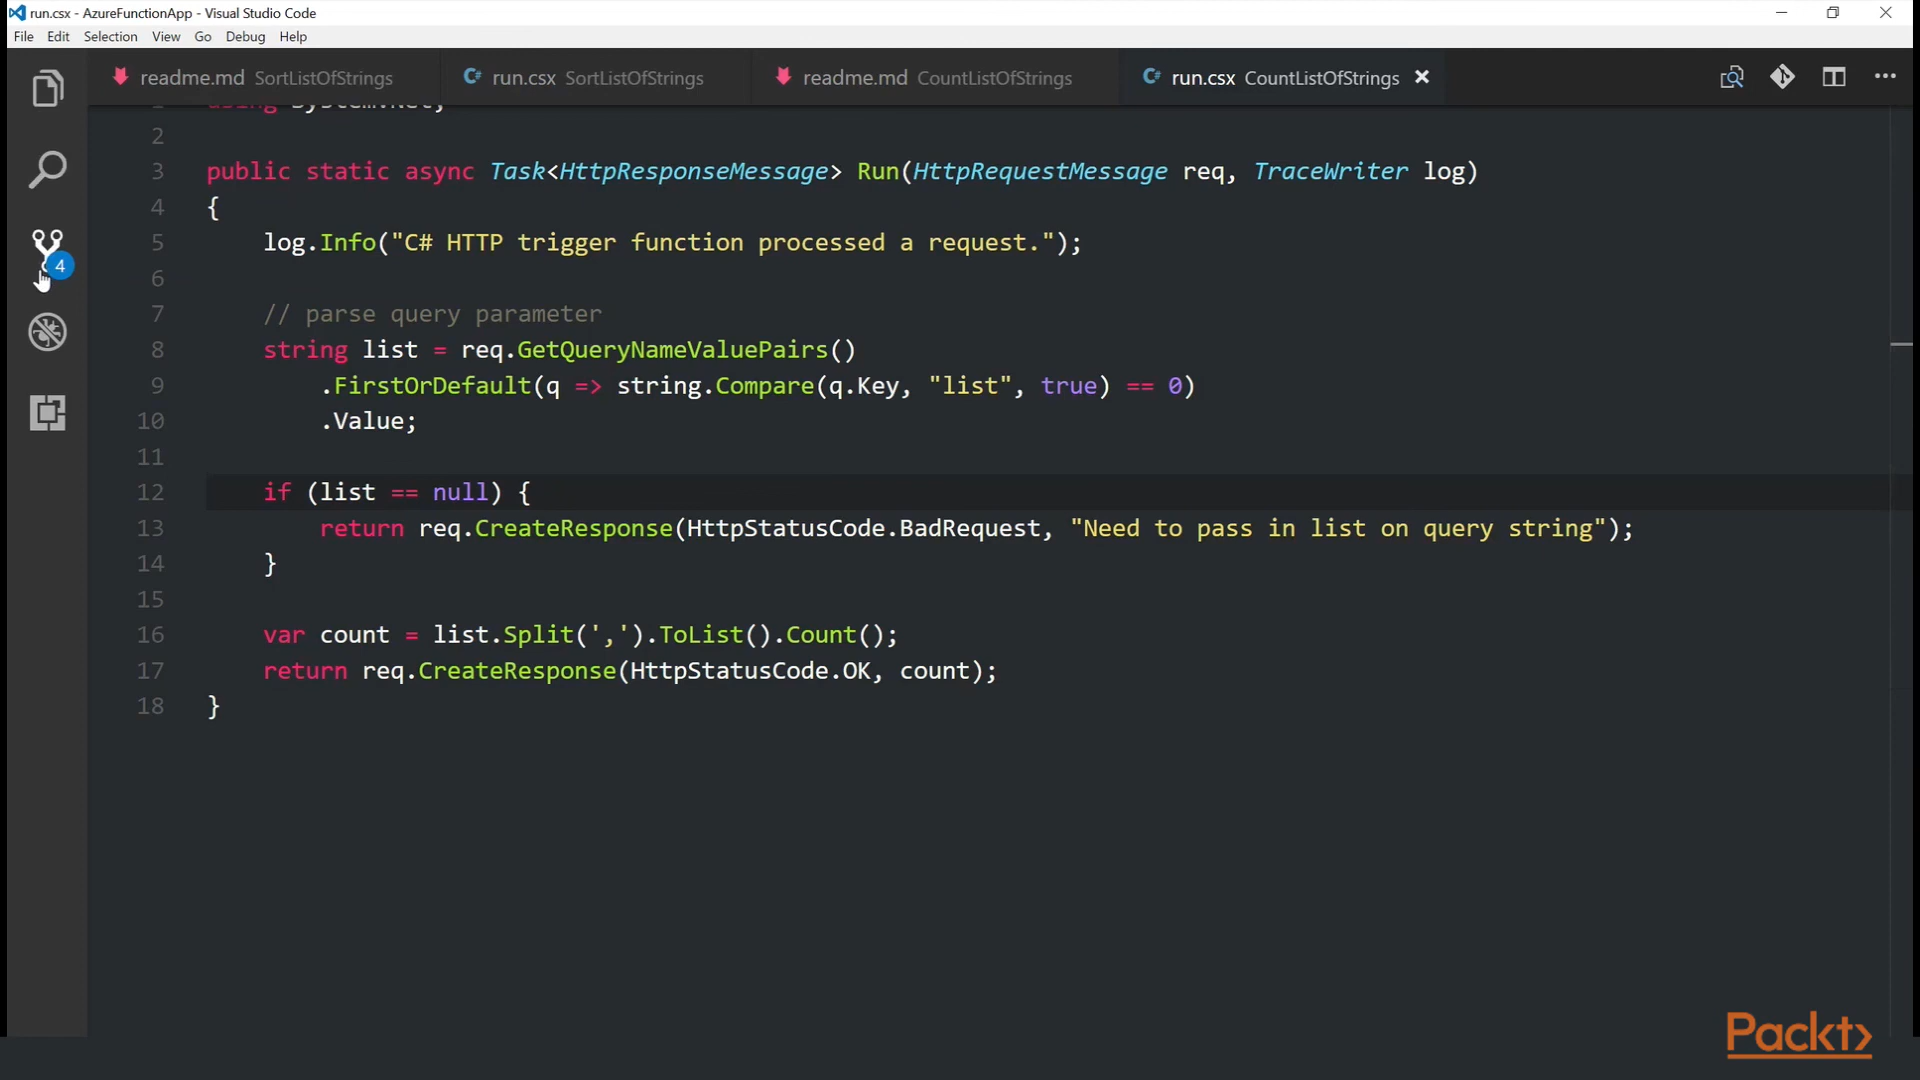 run.csx - AzureFunctionApp - Visual Studio Code
File Edit Selection View Go Debug Help
readme.md SortListOfStrings run.csx SortListOfStrings readme.md CountListOfStrings run.csx CountListOfStrings
1 using System.Net;
2
3 public static async Task<HttpResponseMessage> Run(HttpRequestMessage req, TraceWriter log)
4 {
5 log.Info("C# HTTP trigger function processed a request.");
6
7 // parse query parameter
8 string list = req.GetQueryNameValuePairs()
9 .FirstOrDefault(q => string.Compare(q.Key, "list", true) == 0)
10 .Value;
11
12 if (list == null) {
13 return req.CreateResponse(HttpStatusCode.BadRequest, "Need to pass in list on query string");
14 }
15
16 var count = list.Split(',').ToList().Count();
17 return req.CreateResponse(HttpStatusCode.OK, count);
18 }
4
Packt>